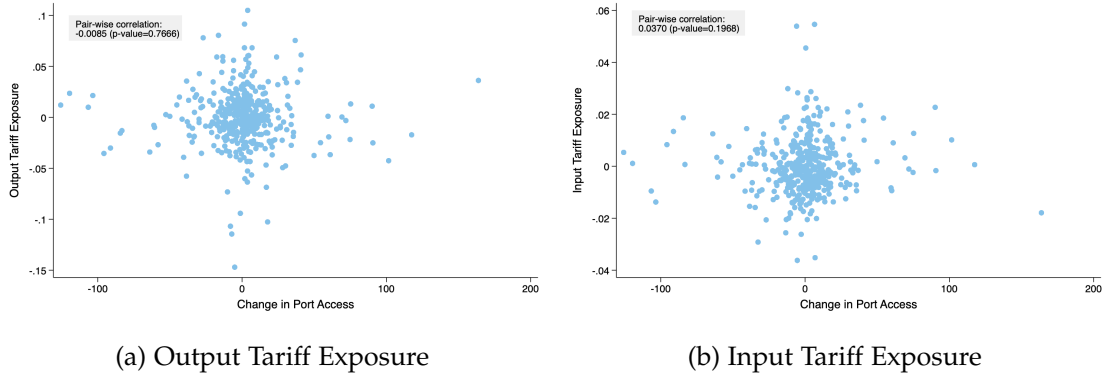 Pair-wise correlation:
-0.0085 (p-value=0.7666)
Output Tariff Exposure
.1
.05
0
-.05
-.1
-.15
-100
0
100
200
Change in Port Access
(a) Output Tariff Exposure
Pair-wise correlation:
0.0370 (p-value=0.1968)
Input Tariff Exposure
.06
.04
.02
0
-.02
-.04
-100
0
100
200
Change in Port Access
(b) Input Tariff Exposure